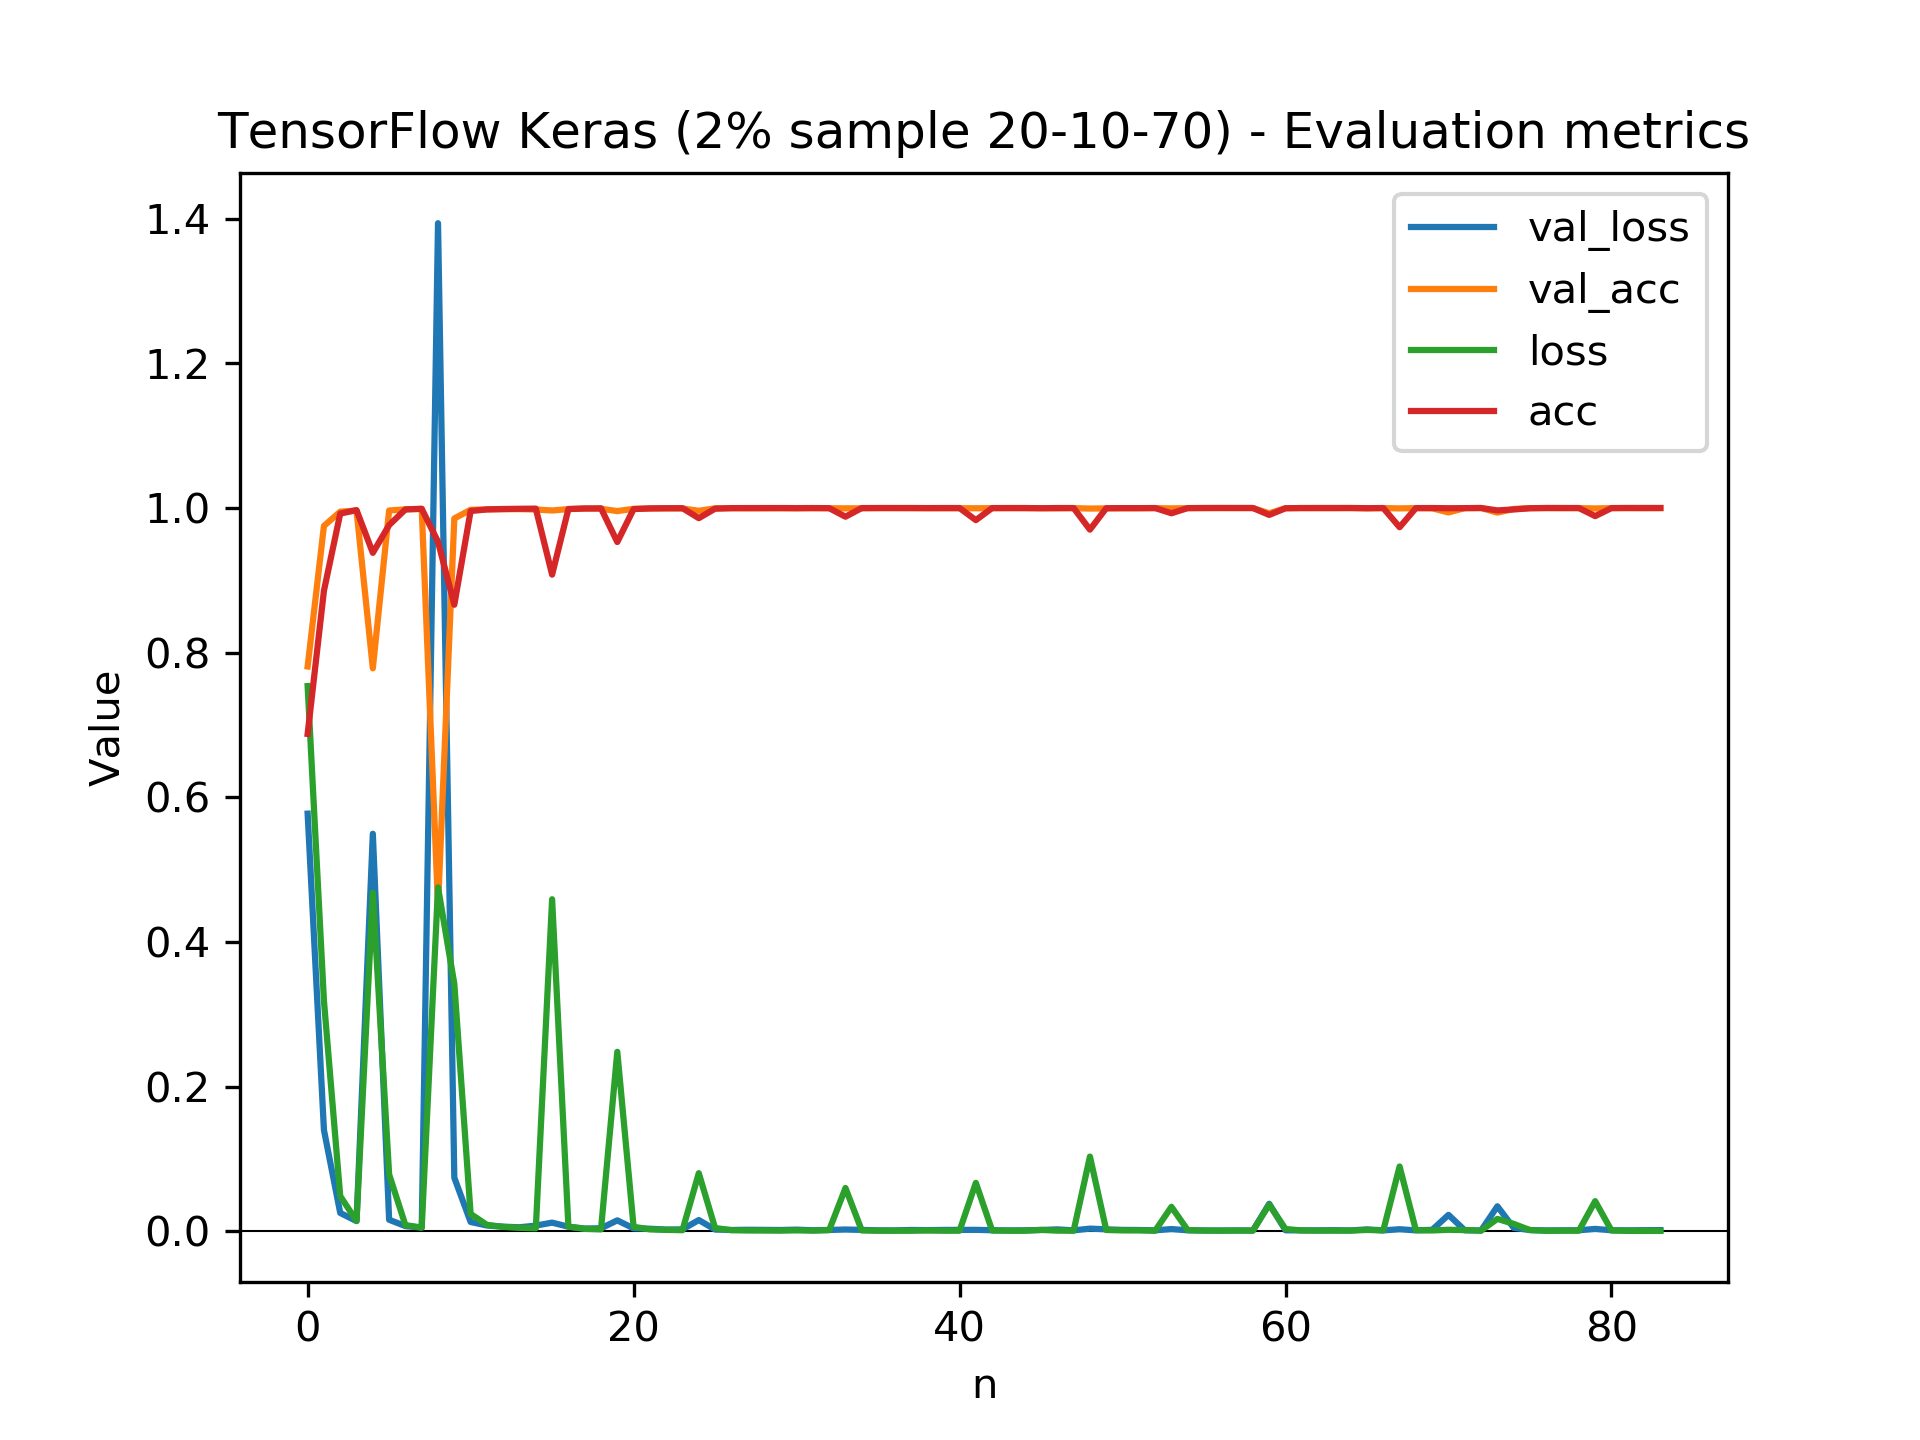 TensorFlow Keras (2% sample 20-10-70) - Evaluation metrics
1.4
1.2
1.0
0.8
0.6
0.4
0.2
0.0
Value
val_loss
val_acc
loss
acc
0 20 40 60 80
n